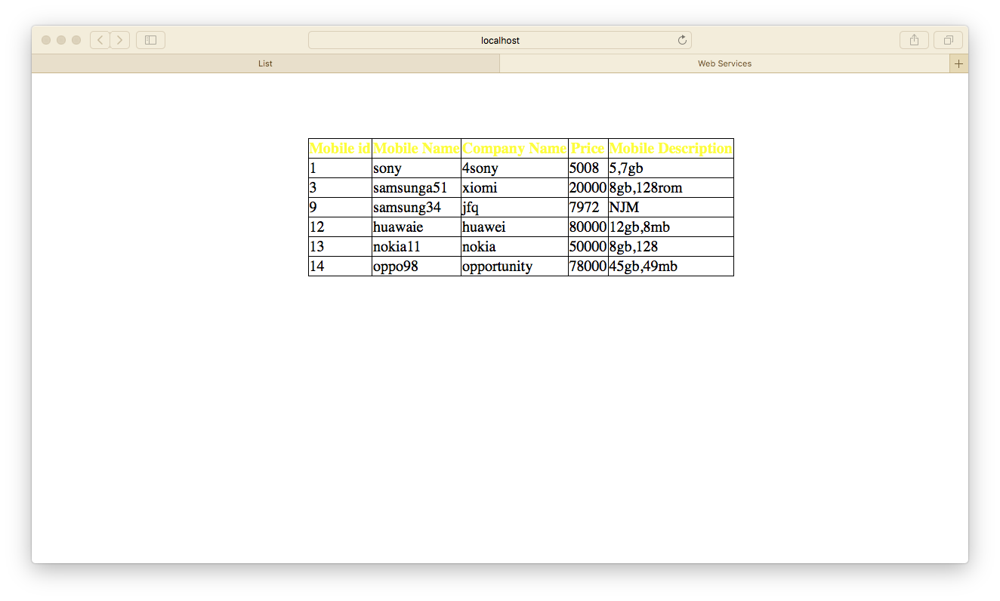 localhost
List Web Services
Mobile id Mobile Name Company Name Price Mobile Description
1 sony 4sony 5008 5,7gb
3 samsunga51 xiomi 20000 8gb,128rom
9 samsung34 jfq 7972 NJM
12 huawaie huawei 80000 12gb,8mb
13 nokia11 nokia 50000 8gb,128
14 oppo98 opportunity 78000 45gb,49mb